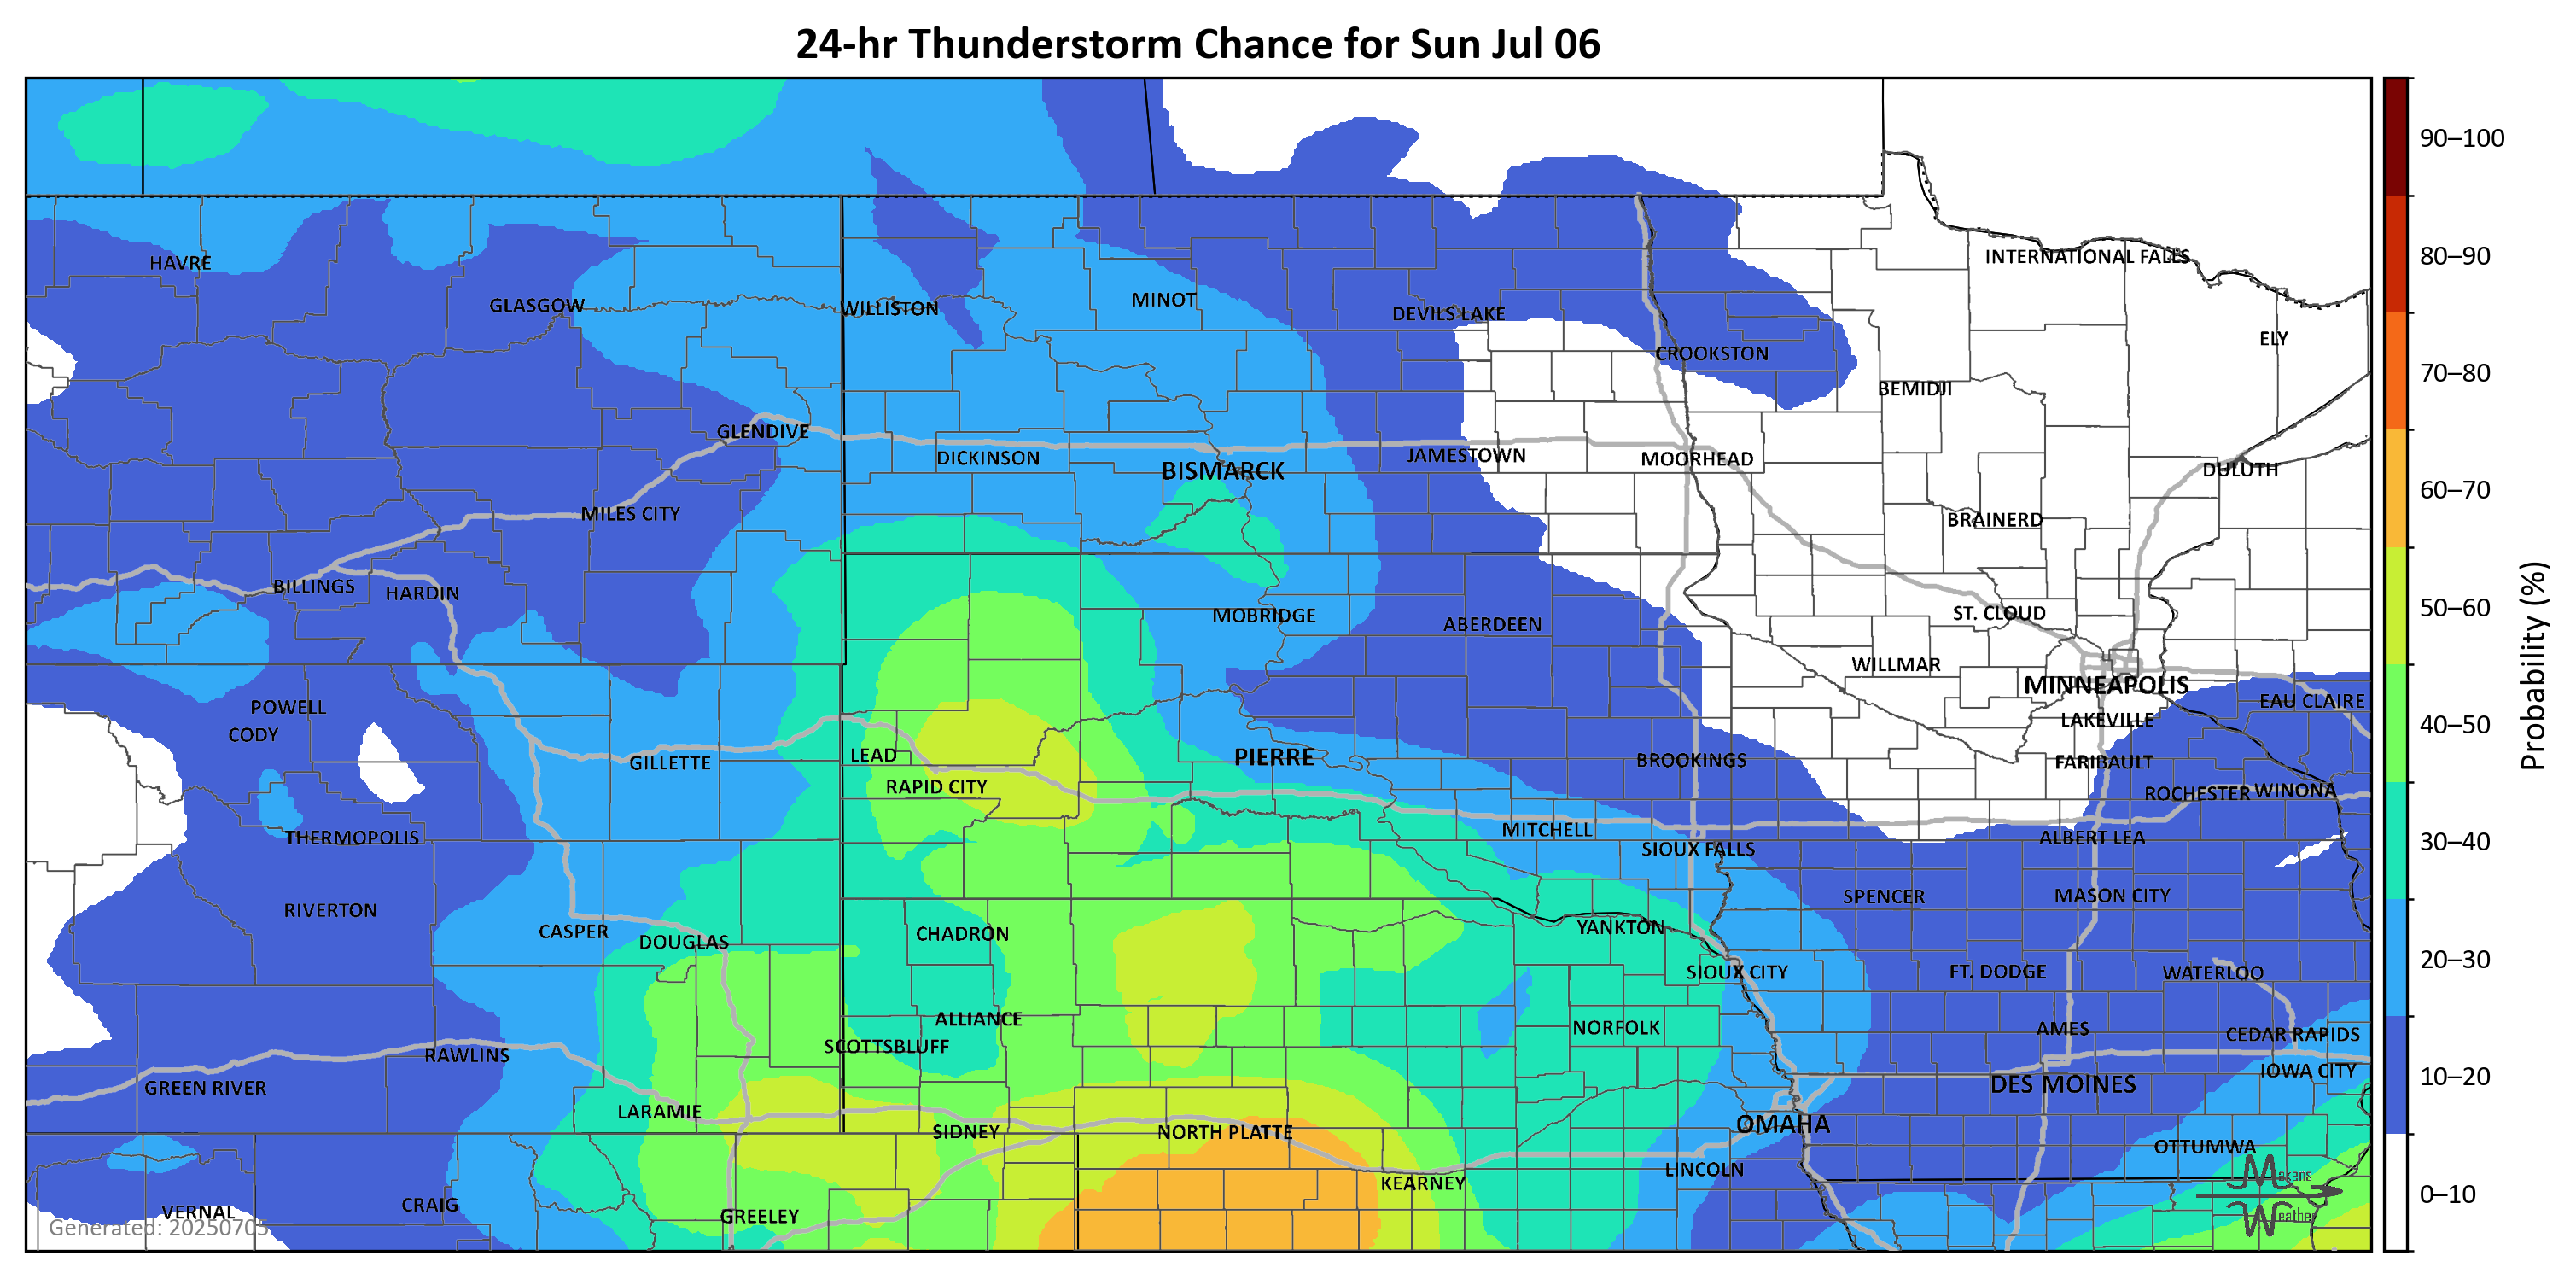 24-hr Thunderstorm Chance for Sun Jul 06
90–100
80–90
70–80
60–70
50–60
40–50
30–40
20–30
10–20
0–10
Probability (%)
HAVRE
INTERNATIONAL FALLS
GLASGOW
WILLISTON
MINOT
DEVILS LAKE
ELY
CROOKSTON
BEMIDJI
GLENDIVE
DICKINSON
BISMARCK
JAMESTOWN
MOORHEAD
DULUTH
MILES CITY
BRAINERD
BILLINGS
HARDIN
MOBRIDGE
ABERDEEN
ST. CLOUD
WILLMAR
MINNEAPOLIS
EAU CLAIRE
POWELL
CODY
LAKEVILLE
GILLETTE
LEAD
PIERRE
BROOKINGS
FARIBAULT
RAPID CITY
ROCHESTER
WINONA
THERMOPOLIS
MITCHELL
ALBERT LEA
SIOUX FALLS
RIVERTON
SPENCER
MASON CITY
CASPER
DOUGLAS
CHADRON
YANKTON
SIOUX CITY
FT. DODGE
WATERLOO
ALLIANCE
NORFOLK
AMES
CEDAR RAPIDS
SCOTTSBLUFF
RAWLINS
GREEN RIVER
DES MOINES
IOWA CITY
LARAMIE
SIDNEY
NORTH PLATTE
OMAHA
OTTUMWA
LINCOLN
KEARNEY
VERNAL
CRAIG
GREELEY
Generated: 20250705
Makens
Weather